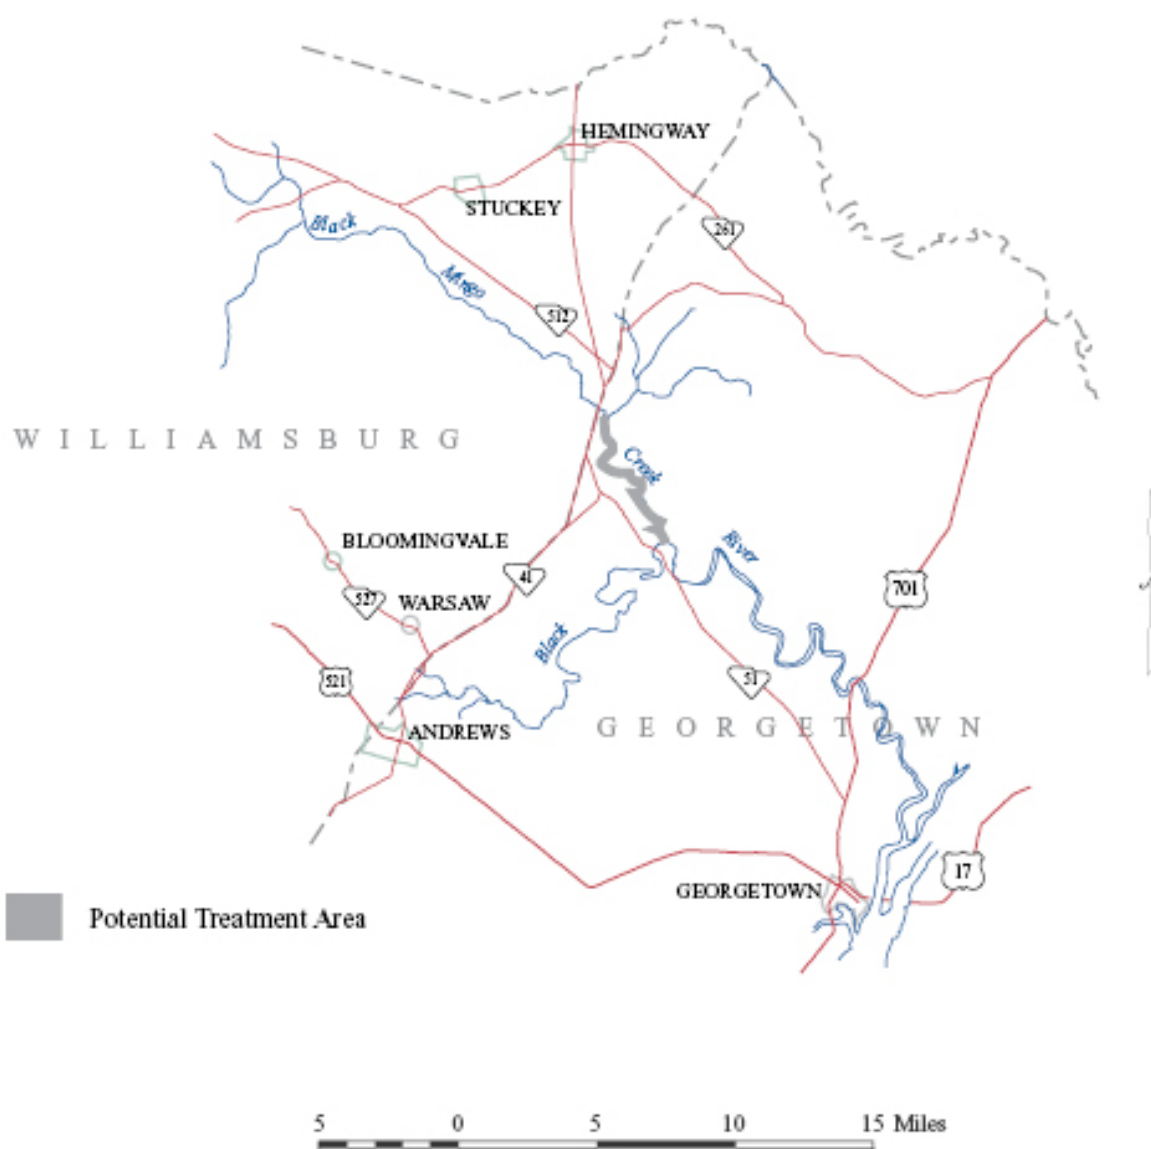 HEMINGWAY
STUCKEY
261
Black
Mingo
512
WILLIAMSBURG
Creek
BLOOMINGVALE
41
River
701
527
WARSAW
Black
521
51
ANDREWS
GEORGETOWN
17
GEORGETOWN
Potential Treatment Area
5 0 5 10 15 Miles